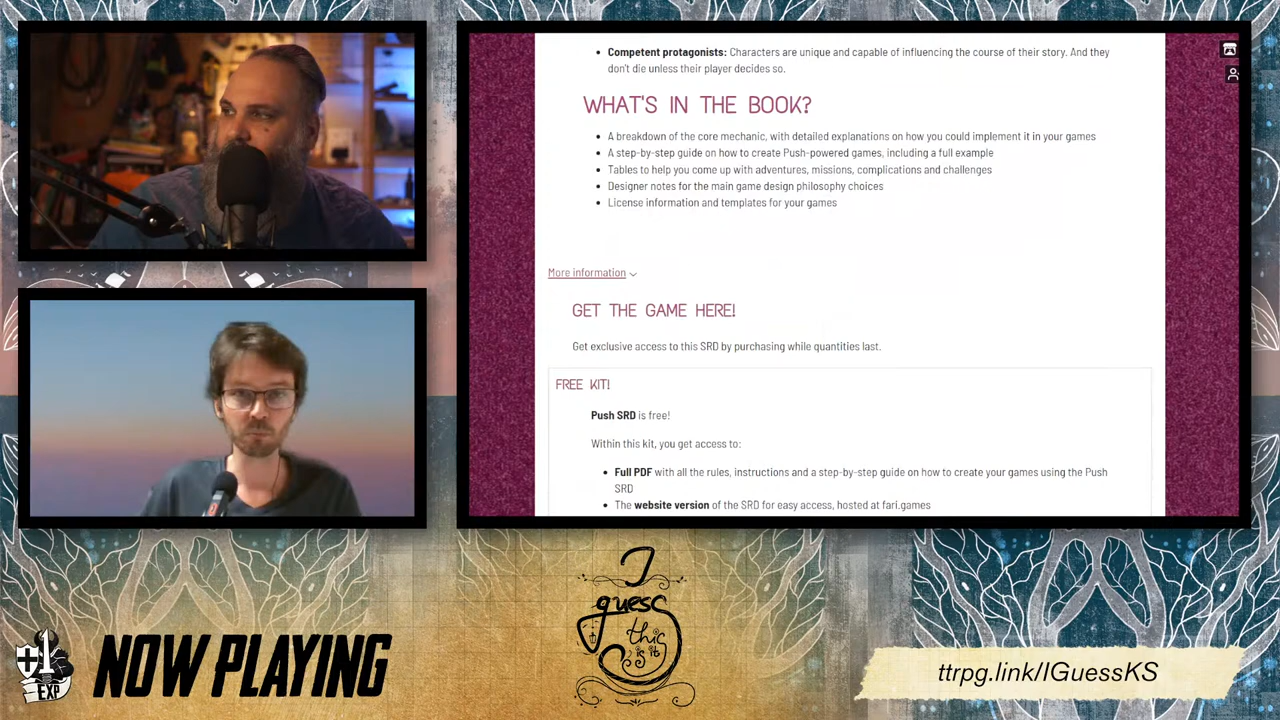 Competent protagonists: Characters are unique and capable of influencing the course of their story. And they
don't die unless their player decides so.
WHAT'S IN THE BOOK?
A breakdown of the core mechanic, with detailed explanations on how you could implement it in your games
A step-by-step guide on how to create Push-powered games, including a full example
Tables to help you come up with adventures, missions, complications and challenges
Designer notes for the main game design philosophy choices
License information and templates for your games
More information
GET THE GAME HERE!
Get exclusive access to this SRD by purchasing while quantities last.
FREE KIT!
Push SRD is free!
Within this kit, you get access to:
Full PDF with all the rules, instructions and a step-by-step guide on how to create your games using the Push
SRD
The website version of the SRD for easy access, hosted at fari.games
I
guess
this
is it
+1
EXP
NOW PLAYING
ttrpg.link/IGuessKS